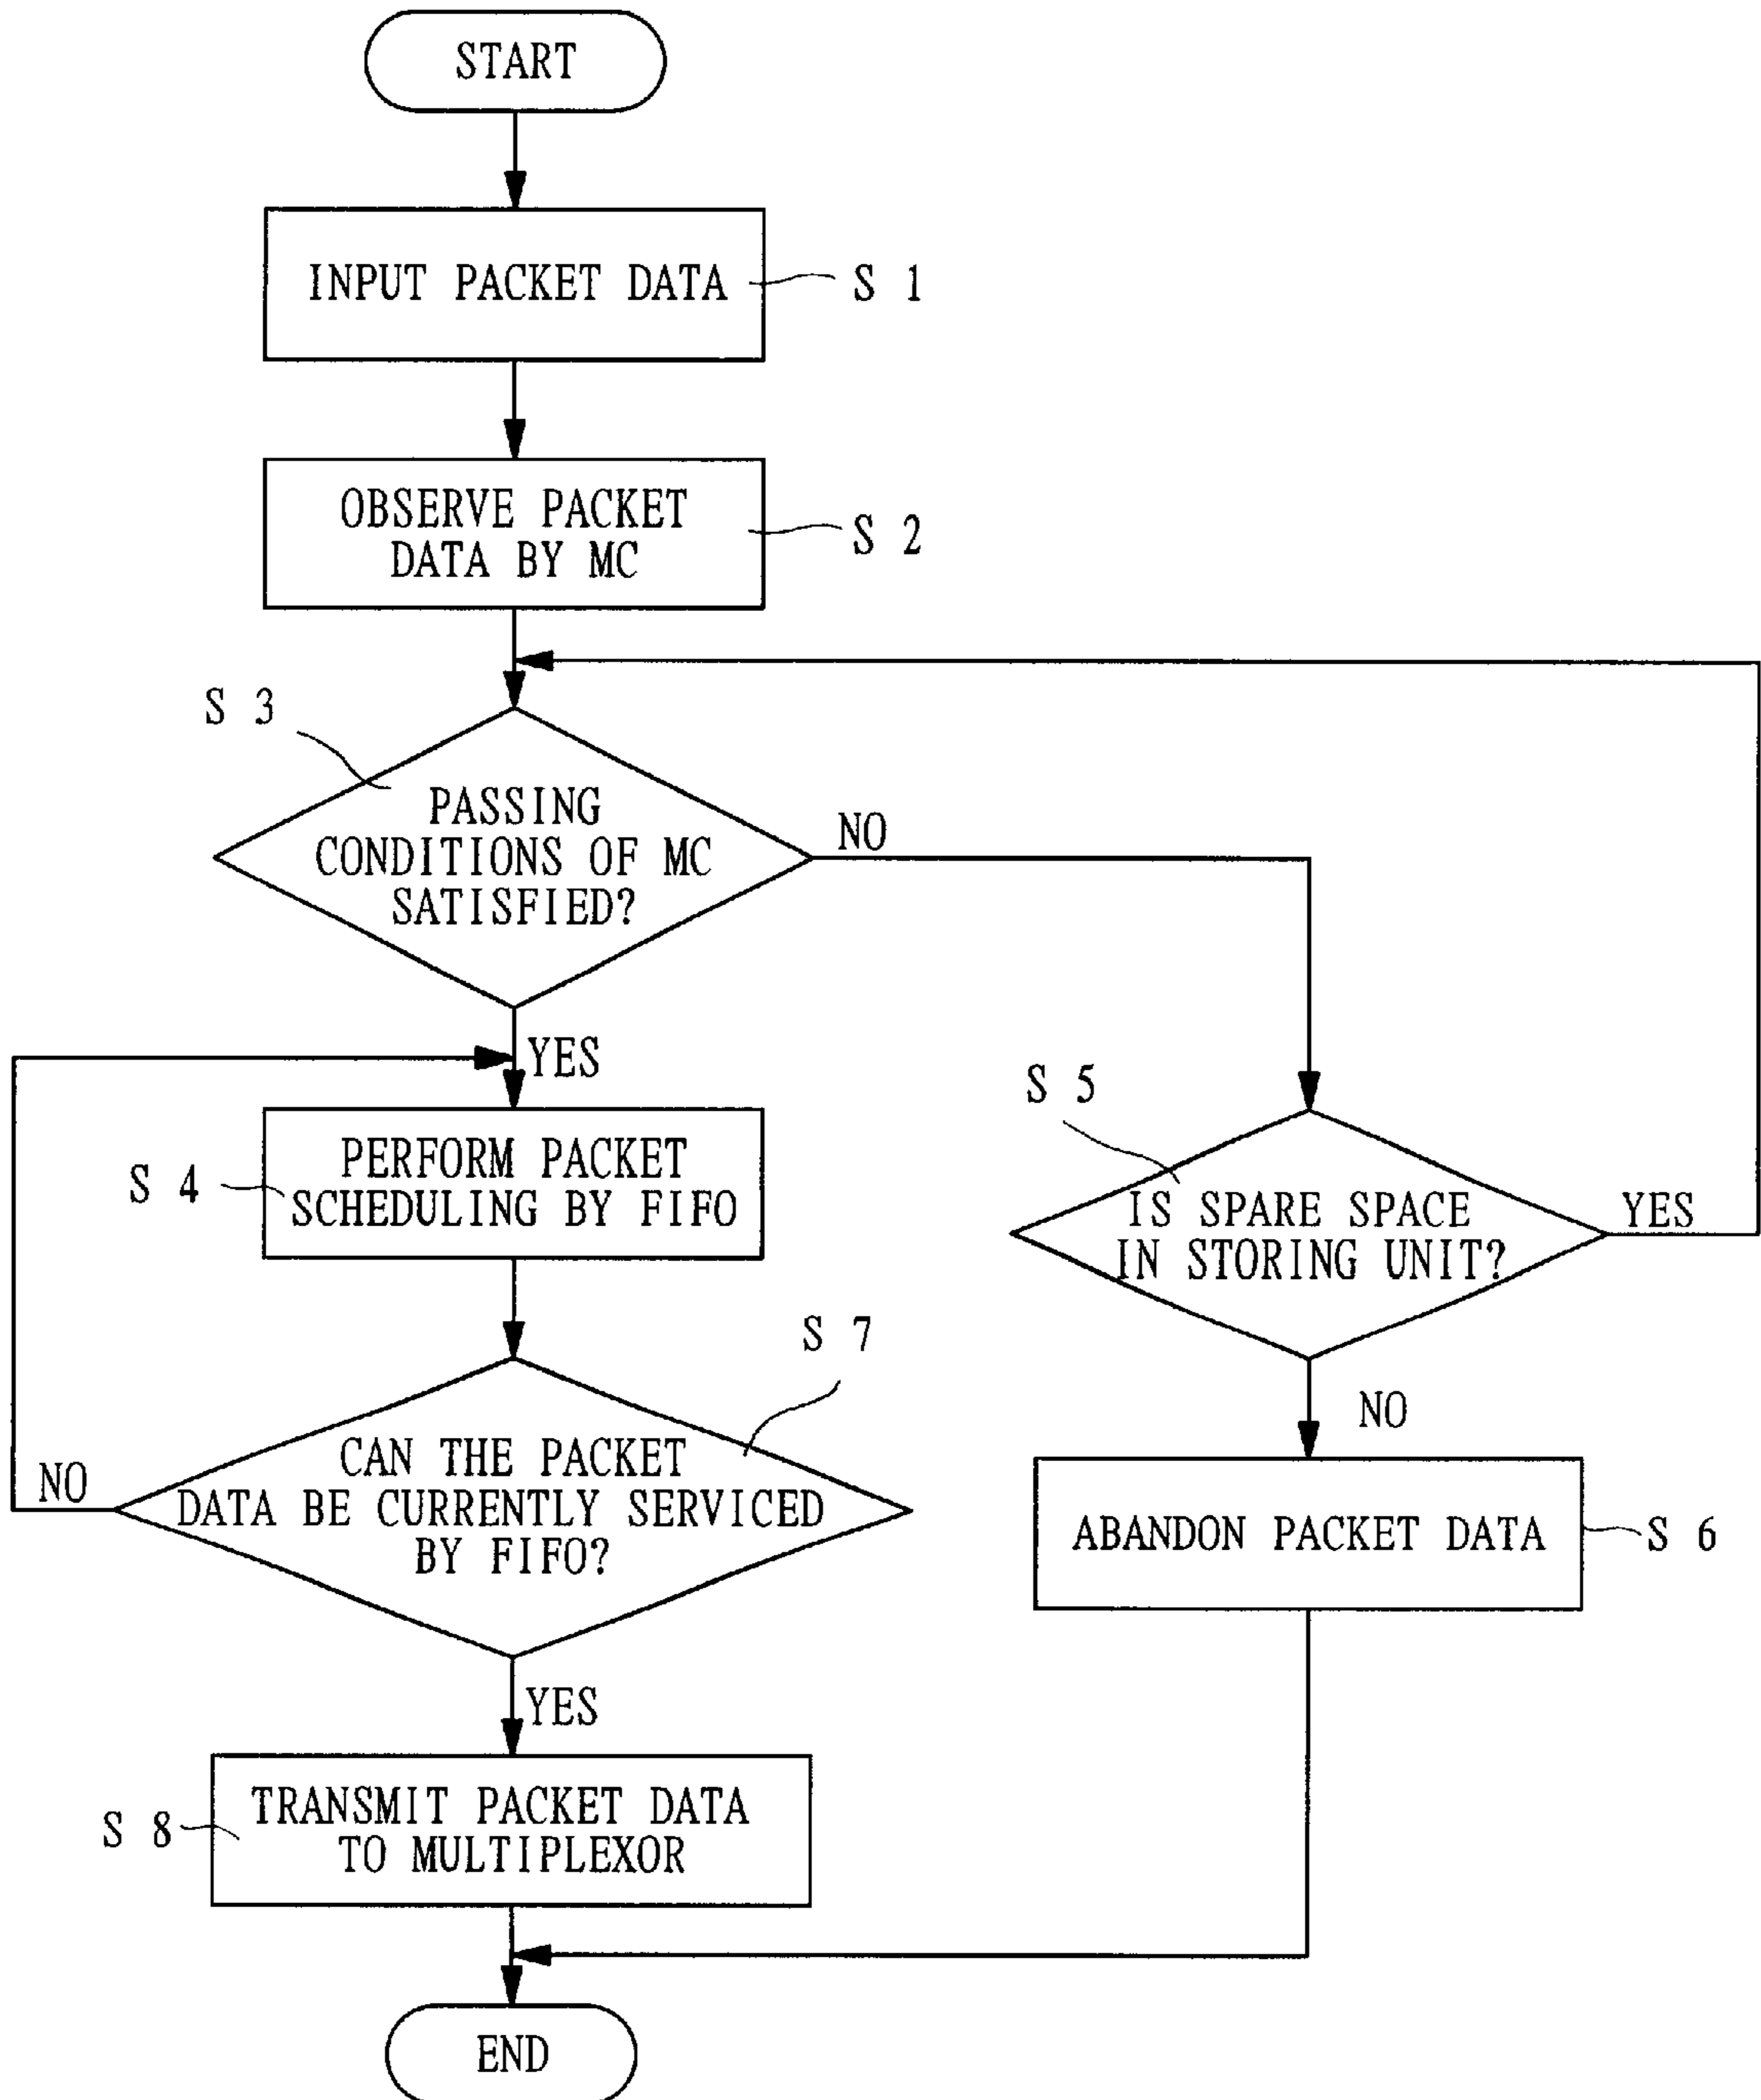 START
INPUT PACKET DATA
S 1
OBSERVE PACKET
DATA BY MC
S 2
S 3
PASSING
CONDITIONS OF MC
SATISFIED?
NO
YES
S 4
PERFORM PACKET
SCHEDULING BY FIFO
S 5
IS SPARE SPACE
IN STORING UNIT?
YES
NO
S 7
CAN THE PACKET
DATA BE CURRENTLY SERVICED
BY FIFO?
NO
YES
ABANDON PACKET DATA
S 6
S 8
TRANSMIT PACKET DATA
TO MULTIPLEXOR
END